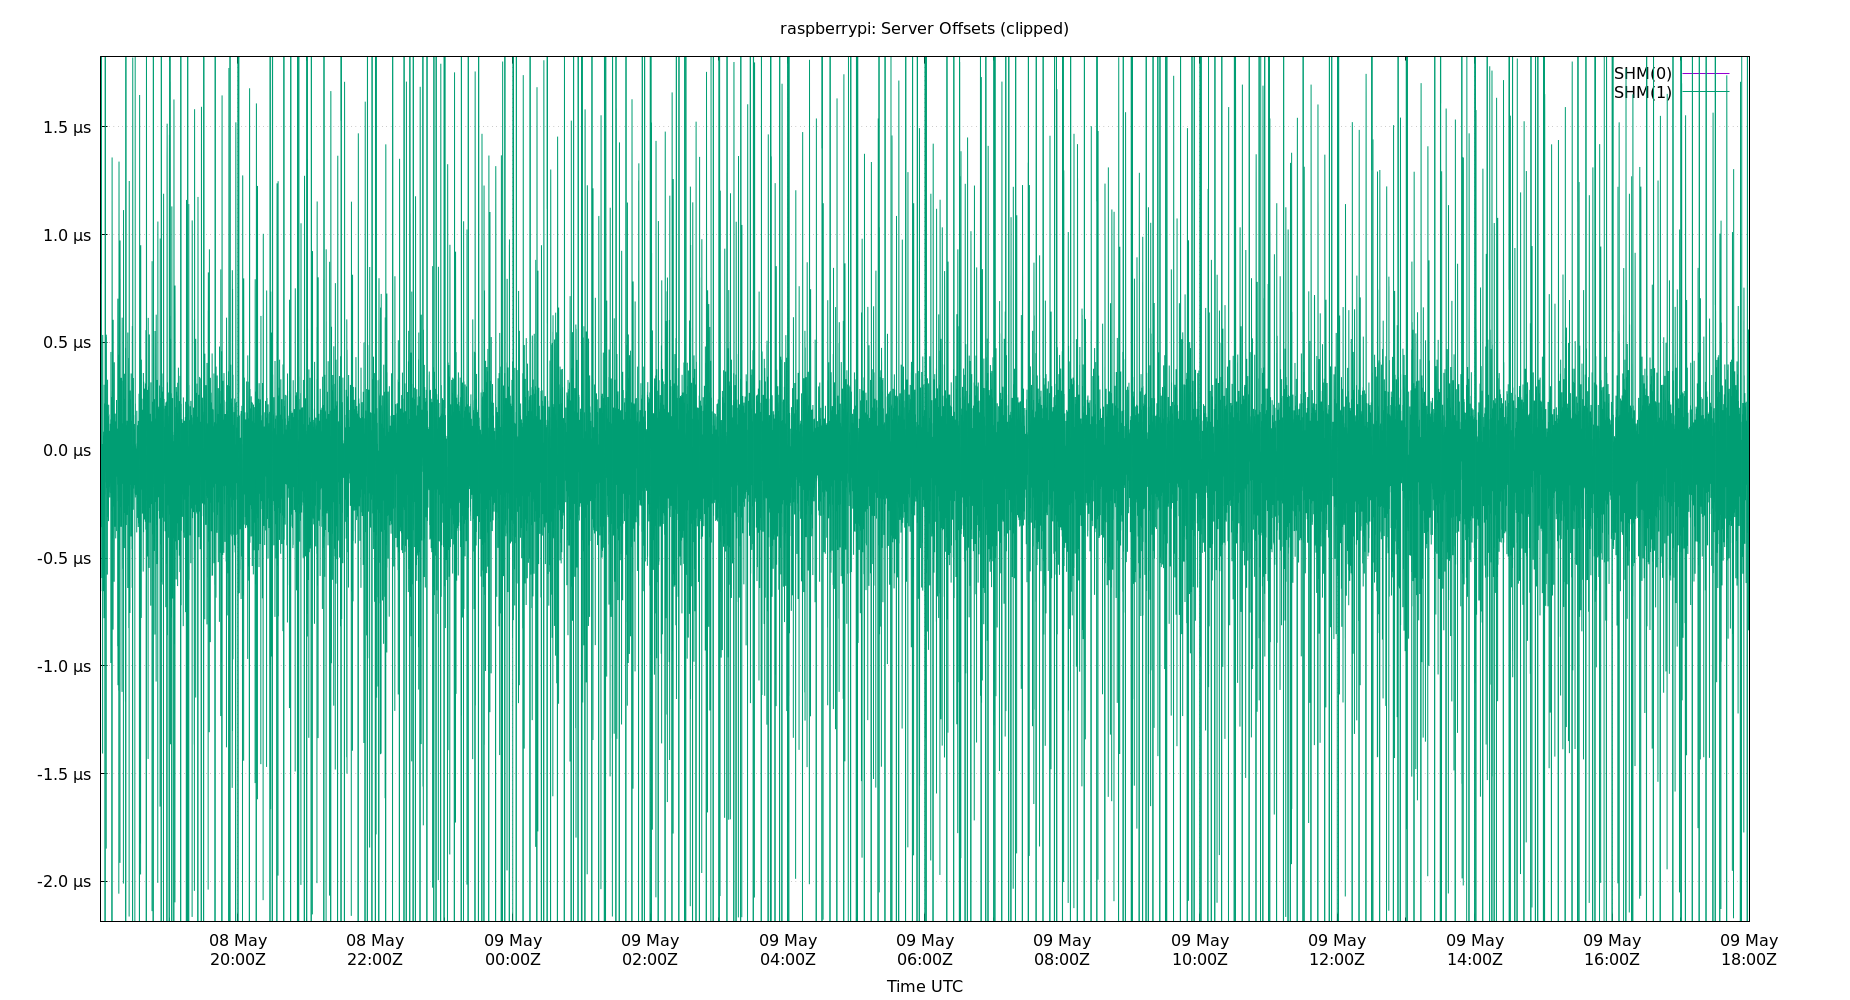 raspberrypi: Server Offsets (clipped)
SHM(0)
SHM(1)
1.5 µs
1.0 µs
0.5 µs
0.0 µs
-0.5 µs
-1.0 µs
-1.5 µs
-2.0 µs
08 May 08 May 09 May 09 May 09 May 09 May 09 May 09 May 09 May 09 May 09 May 09 May
20:00Z 22:00Z 00:00Z 02:00Z 04:00Z 06:00Z 08:00Z 10:00Z 12:00Z 14:00Z 16:00Z 18:00Z
Time UTC